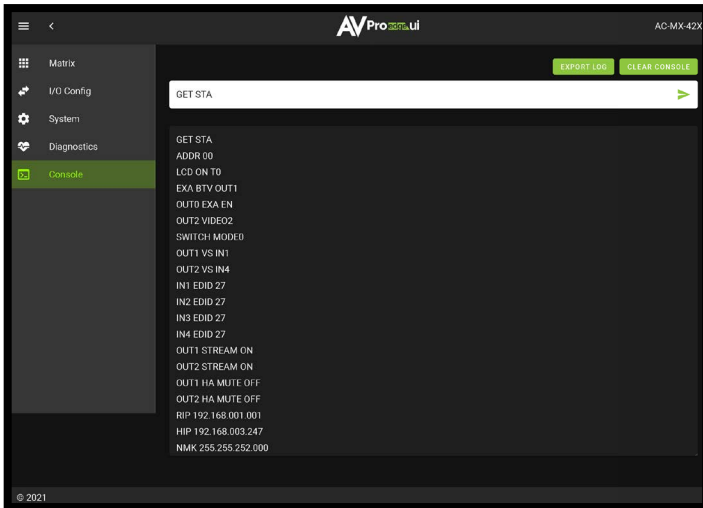 AVPro edge.ui
AC-MX-42X
Matrix
I/O Config
System
Diagnostics
Console
EXPORT LOG
CLEAR CONSOLE
GET STA
GET STA
ADDR 00
LCD ON T0
EXA BTV OUT1
OUT0 EXA EN
OUT2 VIDEO2
SWITCH MODE0
OUT1 VS IN1
OUT2 VS IN4
IN1 EDID 27
IN2 EDID 27
IN3 EDID 27
IN4 EDID 27
OUT1 STREAM ON
OUT2 STREAM ON
OUT1 HA MUTE OFF
OUT2 HA MUTE OFF
RIP 192.168.001.001
HIP 192.168.003.247
NMK 255.255.252.000
© 2021